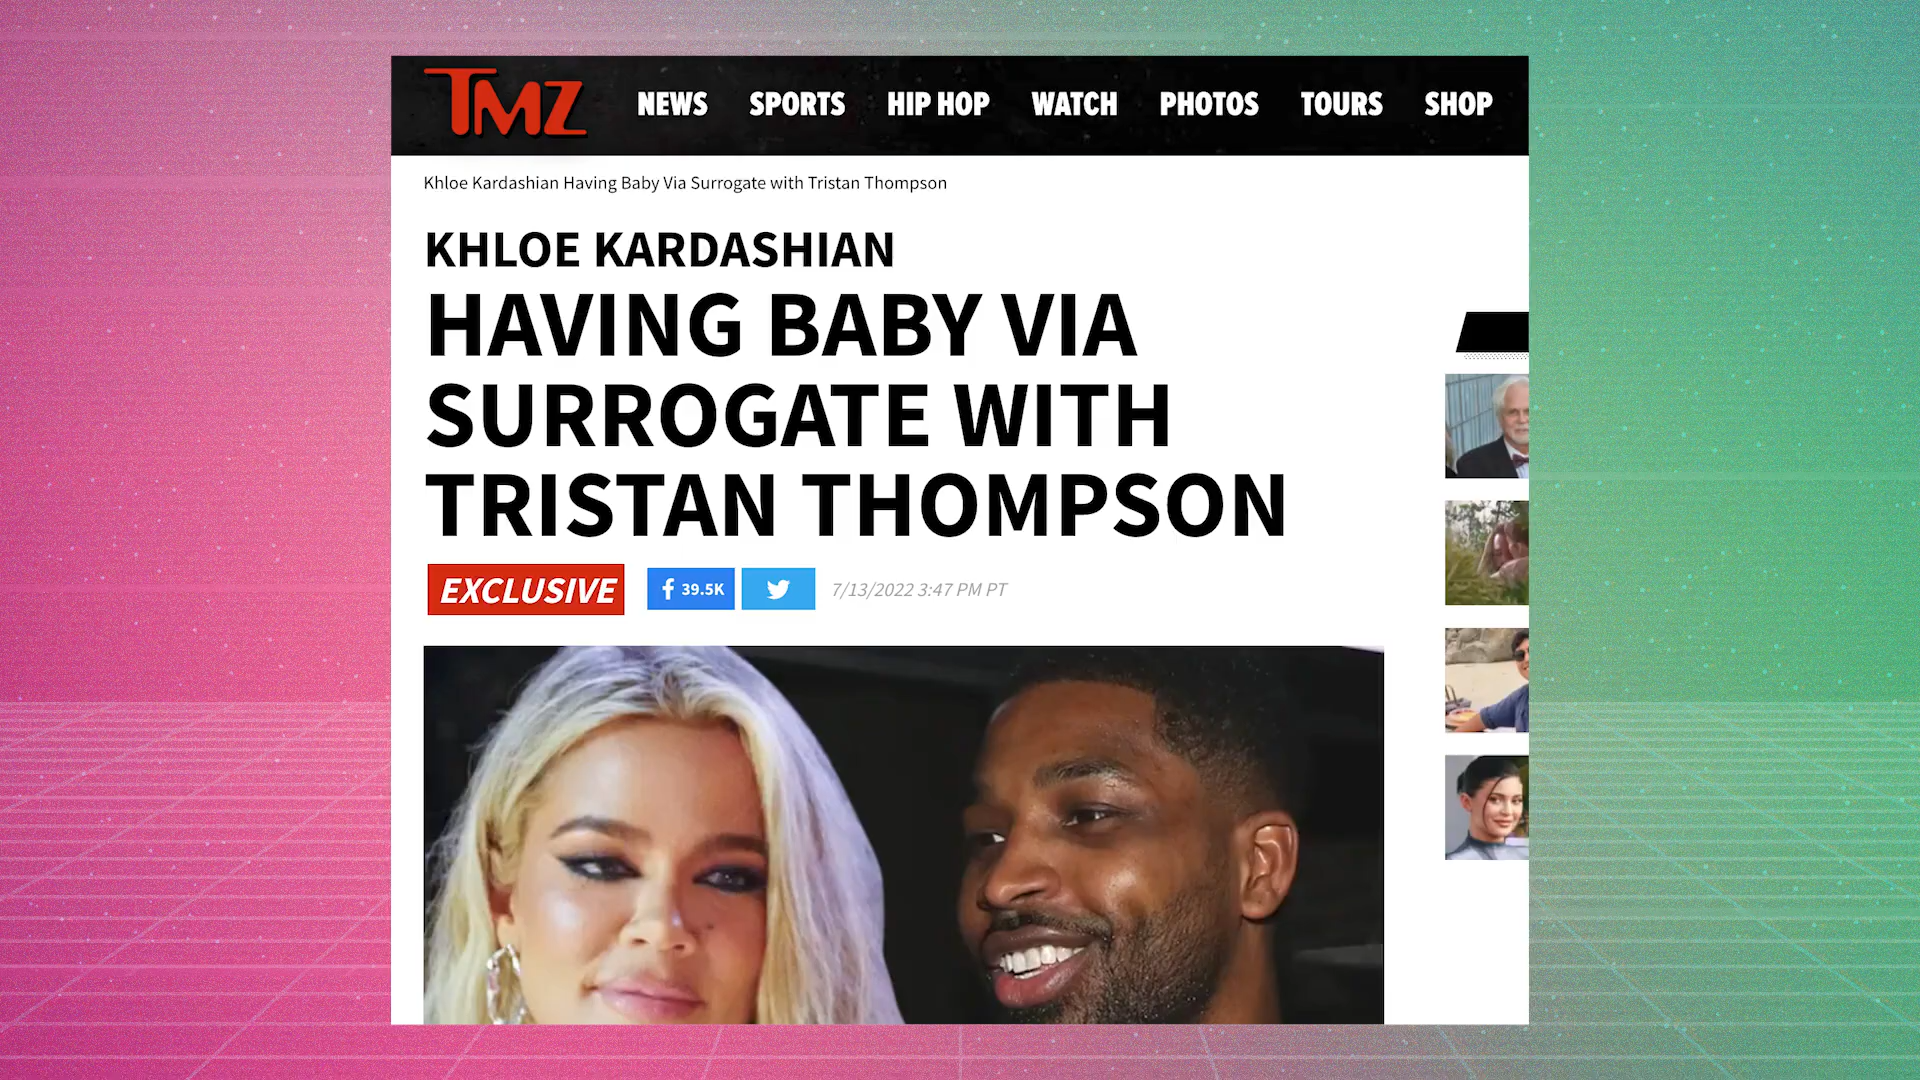 TMZ NEWS SPORTS HIP HOP WATCH PHOTOS TOURS SHOP
Khloe Kardashian Having Baby Via Surrogate with Tristan Thompson
KHLOE KARDASHIAN
HAVING BABY VIA
SURROGATE WITH
TRISTAN THOMPSON
EXCLUSIVE 39.5K 7/13/2022 3:47 PM PT